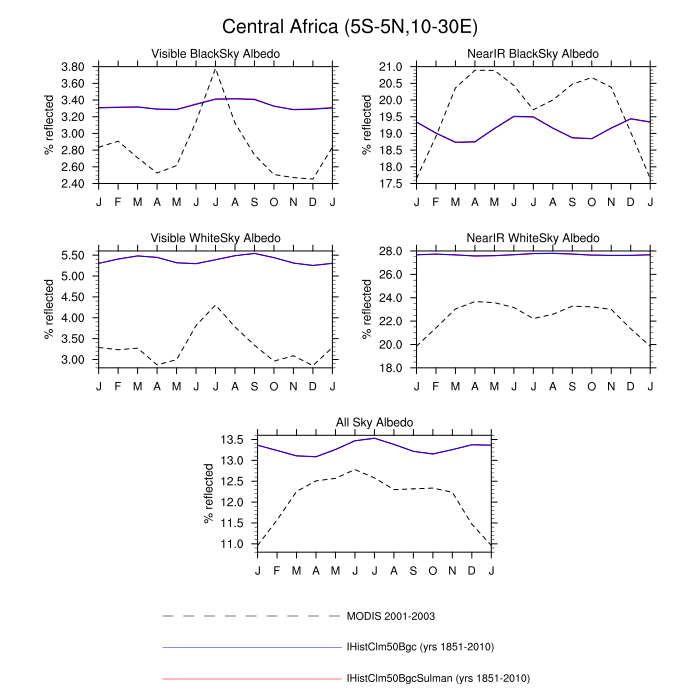 Central Africa (5S-5N,10-30E)
Visible BlackSky Albedo
% reflected
3.80
3.60
3.40
3.20
3.00
2.80
2.60
2.40
J F M A M J J A S O N D J
NearIR BlackSky Albedo
% reflected
21.0
20.5
20.0
19.5
19.0
18.5
18.0
17.5
J F M A M J J A S O N D J
Visible WhiteSky Albedo
% reflected
5.50
5.00
4.50
4.00
3.50
3.00
J F M A M J J A S O N D J
NearIR WhiteSky Albedo
% reflected
28.0
26.0
24.0
22.0
20.0
18.0
J F M A M J J A S O N D J
All Sky Albedo
% reflected
13.5
13.0
12.5
12.0
11.5
11.0
J F M A M J J A S O N D J
MODIS 2001-2003
IHistClm50Bgc (yrs 1851-2010)
IHistClm50BgcSulman (yrs 1851-2010)